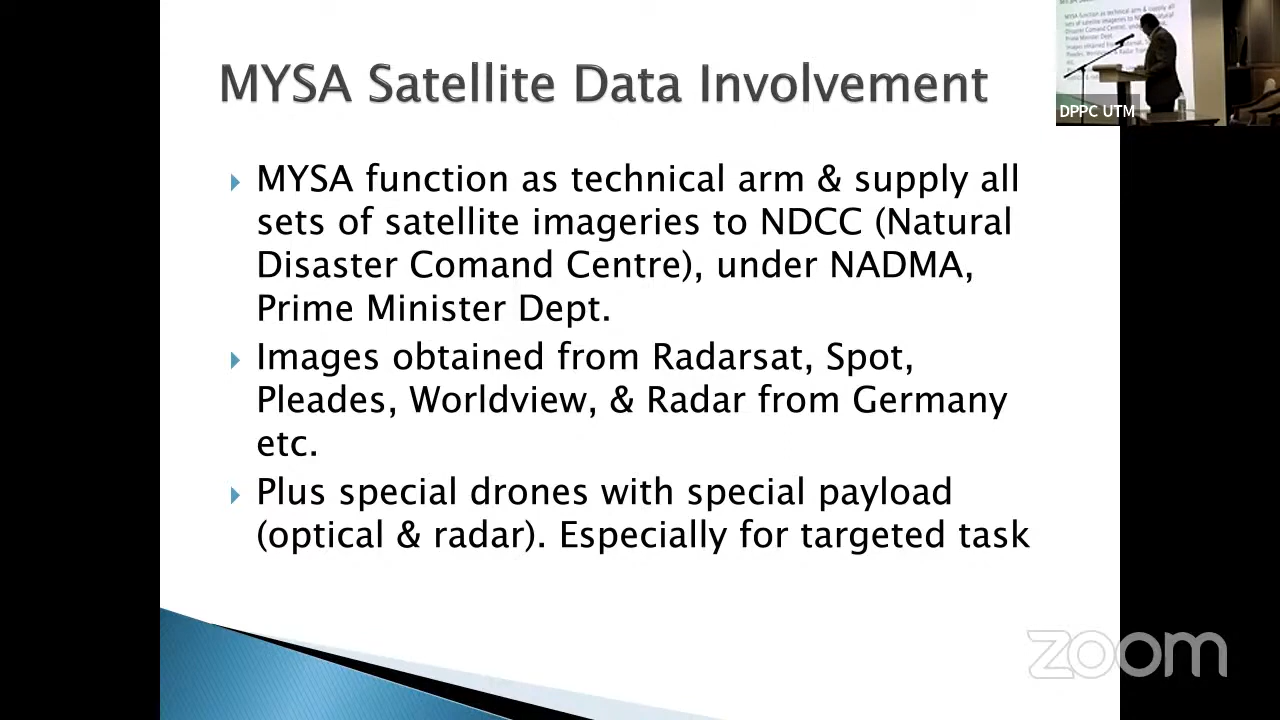 MYSA Satellite Data Involvement
MYSA function as technical arm & supply all
sets of satellite imageries to NDCC (Natural
Disaster Comand Centre), under NADMA,
Prime Minister Dept.
Images obtained from Radarsat, Spot,
Pleades, Worldview, & Radar from Germany
etc.
Plus special drones with special payload
(optical & radar). Especially for targeted task
DPPC UTM
zoom